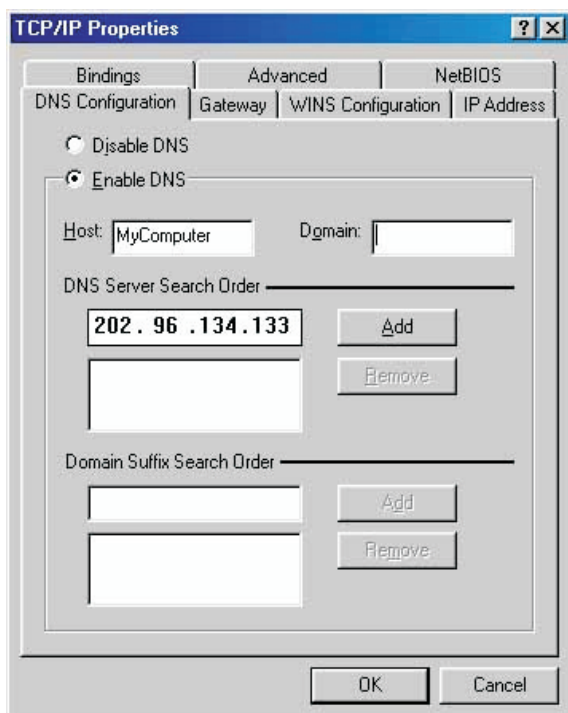 TCP/IP Properties
Bindings Advanced NetBIOS
DNS Configuration Gateway WINS Configuration IP Address
Disable DNS
Enable DNS
Host: MyComputer Domain:
DNS Server Search Order
202. 96 .134.133 Add
Remove
Domain Suffix Search Order
Add
Remove
OK Cancel